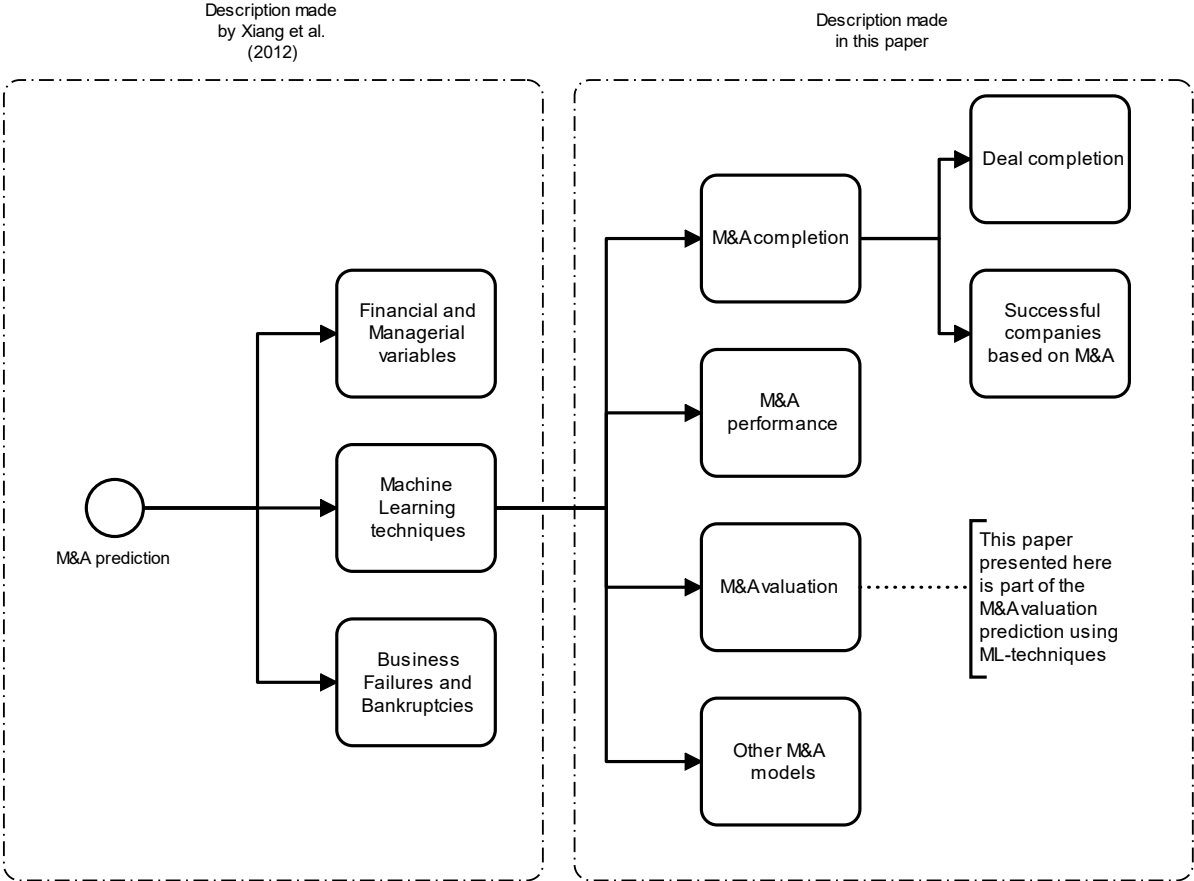 Description made
by Xiang et al.
(2012)
Description made
in this paper
Deal completion
M&Acompletion
Financial and
Managerial
variables
Successful
companies
based on M&A
M&A
performance
Machine
Learning
techniques
M&A prediction
M&Avaluation
This paper
presented here
is part of the
M&Avaluation
prediction using
ML-techniques
Business
Failures and
Bankruptcies
Other M&A
models